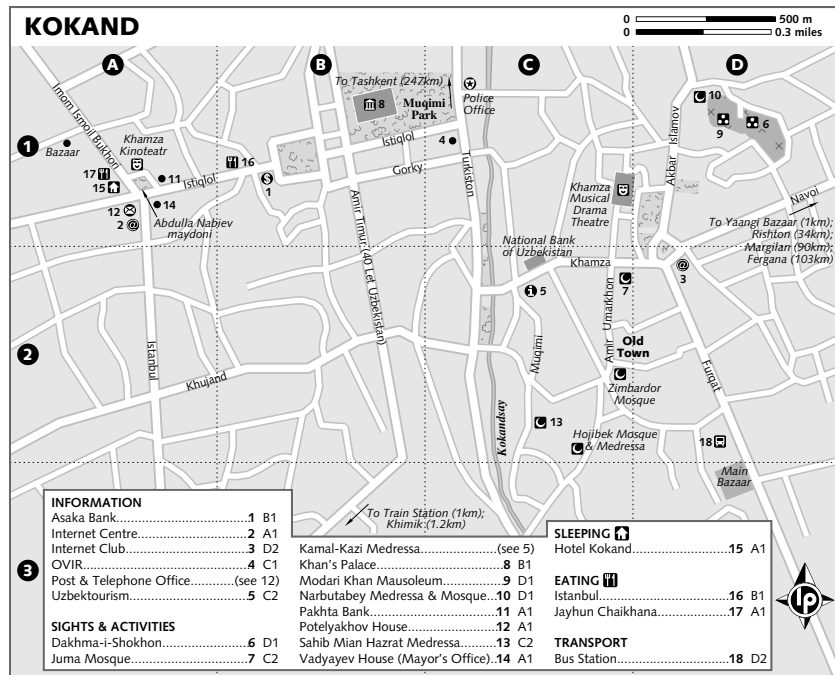 KOKAND
0 500 m
0 0.3 miles
A
B
C
D
To Tashkent (247km)
Police
Office
8
Muqimi
Park
10
9
6
1
Imom Ismoil Bukhori
Bazaar
Khamza
Kinoteatr
17
15
11
Istiqlol
16
1
Istiqlol
4
Gorky
Turkiston
Akbar Islamov
Khamza
Musical
Drama
Theatre
Navoi
12
2
14
Abdulla Nabiev
maydoni
Amir Timur (40 Let Uzbekistan)
To Yaangi Bazaar (1km);
Rishton (34km);
Margilan (90km);
Fergana (103km)
National Bank
of Uzbekistan
Khamza
5
7
3
2
Istanbul
Khujand
Muqimi
Amir Umarkhon
Old
Town
Furqat
Zimbardor
Mosque
Kokandsay
13
Hojibek Mosque
& Medressa
18
Main
Bazaar
To Train Station (1km);
Khimik (1.2km)
3
INFORMATION
Asaka Bank 1 B1
Internet Centre 2 A1
Internet Club 3 D2
OVIR 4 C1
Post & Telephone Office (see 12)
Uzbektourism 5 C2
SIGHTS & ACTIVITIES
Dakhma-i-Shokhon 6 D1
Juma Mosque 7 C2
Kamal-Kazi Medressa (see 5)
Khan's Palace 8 B1
Modari Khan Mausoleum 9 D1
Narbutabey Medressa & Mosque 10 D1
Pakhta Bank 11 A1
Potelyakhov House 12 A1
Sahib Mian Hazrat Medressa 13 C2
Vadyayev House (Mayor's Office) 14 A1
SLEEPING
Hotel Kokand 15 A1
EATING
Istanbul 16 B1
Jayhun Chaikhana 17 A1
TRANSPORT
Bus Station 18 D2
lp